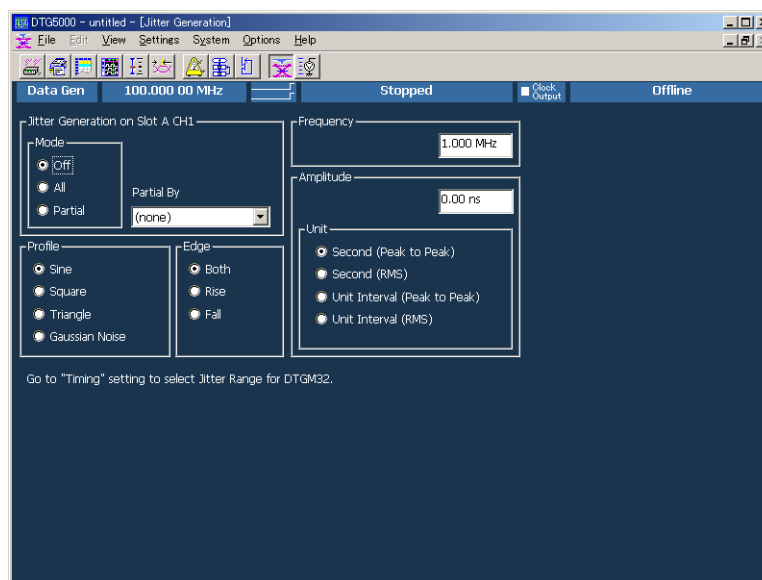 DTG5000 - untitled - [Jitter Generation]
File Edit View Settings System Options Help
Data Gen 100.000 00 MHz Stopped Clock Output Offline
Jitter Generation on Slot A CH1
Mode
Off
All
Partial
Partial By
(none)
Frequency
1.000 MHz
Amplitude
0.00 ns
Unit
Second (Peak to Peak)
Second (RMS)
Unit Interval (Peak to Peak)
Unit Interval (RMS)
Profile
Sine
Square
Triangle
Gaussian Noise
Edge
Both
Rise
Fall
Go to "Timing" setting to select Jitter Range for DTGM32.